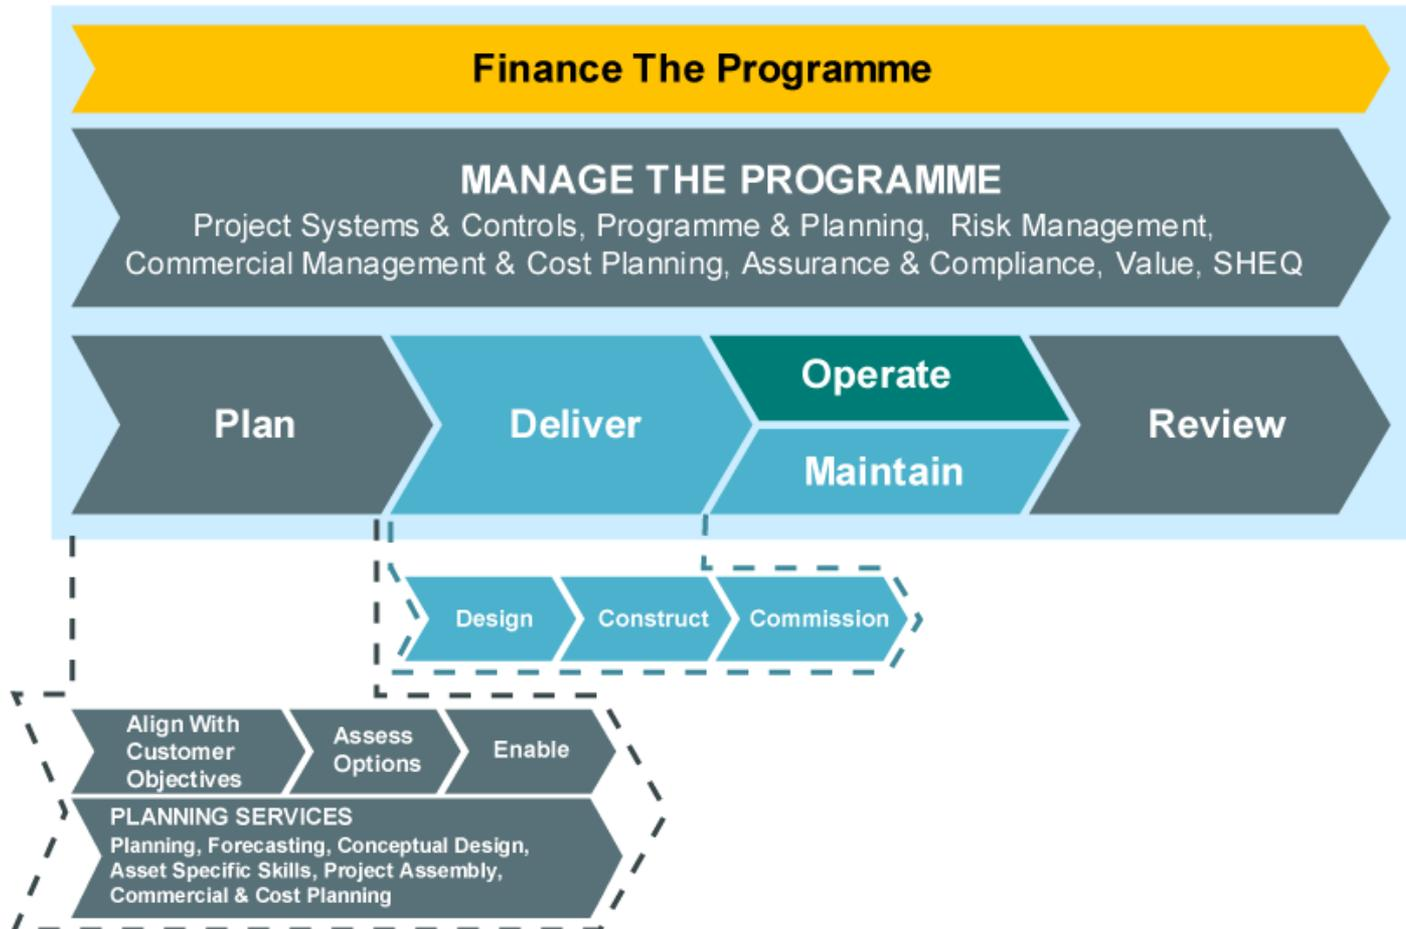 Finance The Programme
MANAGE THE PROGRAMME
Project Systems & Controls, Programme & Planning, Risk Management,
Commercial Management & Cost Planning, Assurance & Compliance, Value, SHEQ
Plan
Deliver
Operate
Maintain
Review
Design
Construct
Commission
Align With
Customer
Objectives
Assess
Options
Enable
PLANNING SERVICES
Planning, Forecasting, Conceptual Design,
Asset Specific Skills, Project Assembly,
Commercial & Cost Planning